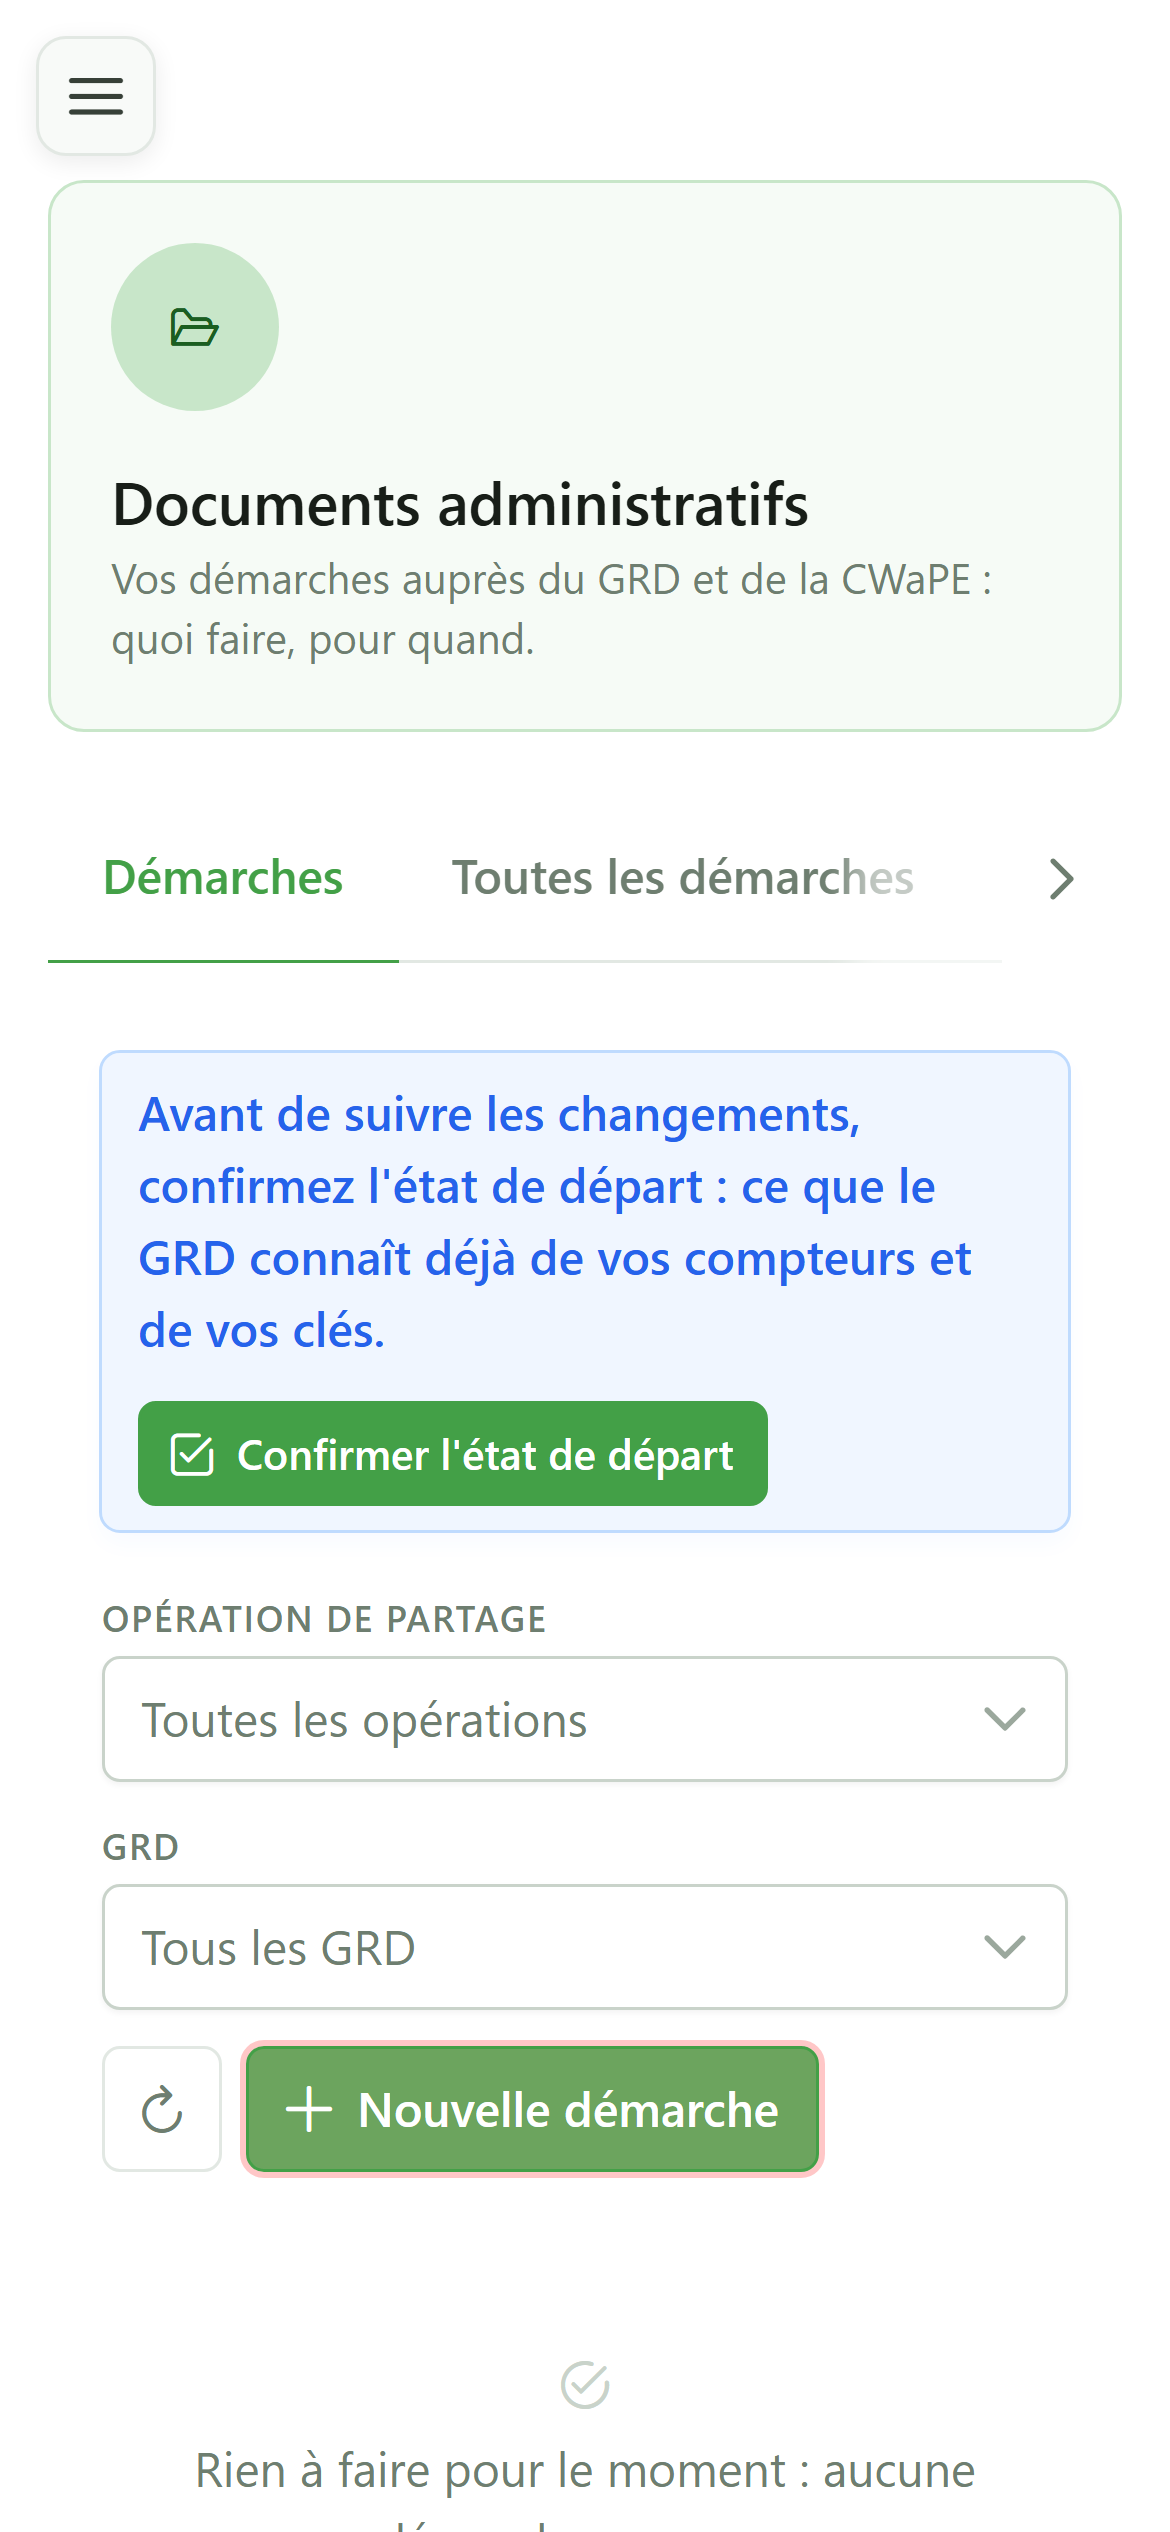 Documents administratifs
Vos démarches auprès du GRD et de la CWaPE :
quoi faire, pour quand.
Démarches
Toutes les démarches
Avant de suivre les changements,
confirmez l'état de départ : ce que le
GRD connaît déjà de vos compteurs et
de vos clés.
Confirmer l'état de départ
OPÉRATION DE PARTAGE
Toutes les opérations
GRD
Tous les GRD
Nouvelle démarche
Rien à faire pour le moment : aucune